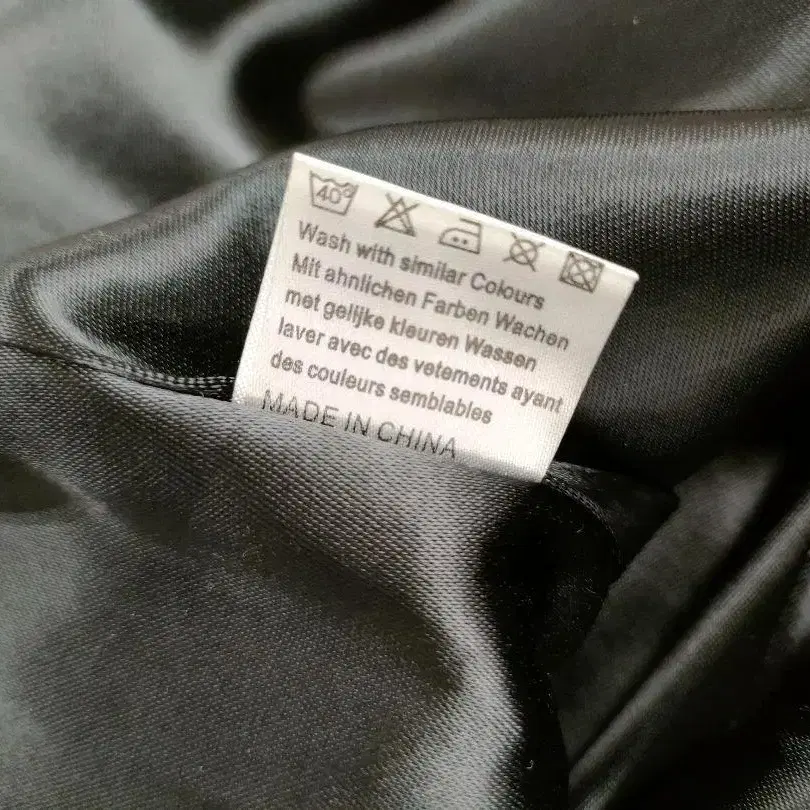 40°
Wash with similar Colours
Mit ahnlichen Farben Wachen
met gelijke kleuren Wassen
laver avec des vetements ayant
des couleurs semblables
MADE IN CHINA